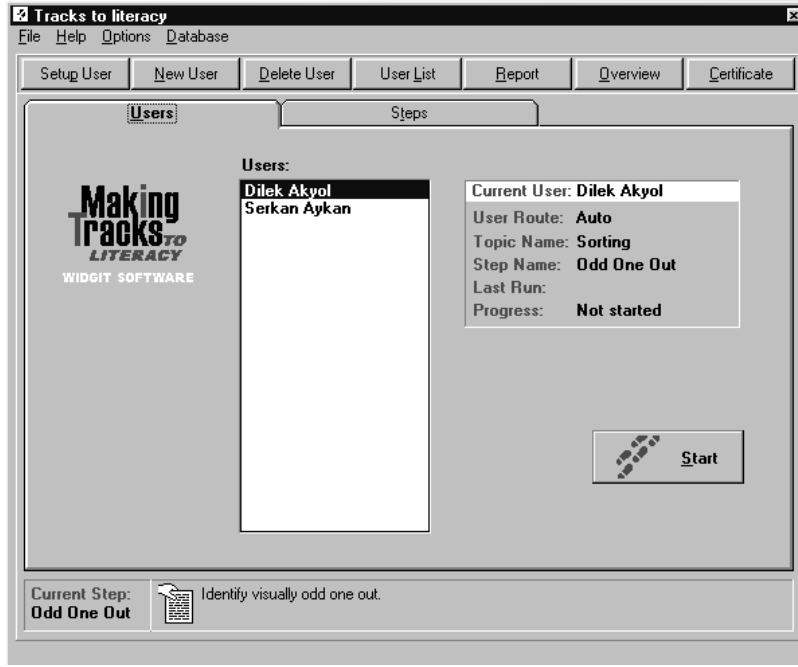 Tracks to literacy
File Help Options Database
Setup User New User Delete User User List Report Overview Certificate
Users Steps
Users:
Dilek Akyol
Serkan Aykan
Making
Tracks TO
LITERACY
WIDGIT SOFTWARE
Current User: Dilek Akyol
User Route: Auto
Topic Name: Sorting
Step Name: Odd One Out
Last Run:
Progress: Not started
Start
Current Step:
Odd One Out
Identify visually odd one out.